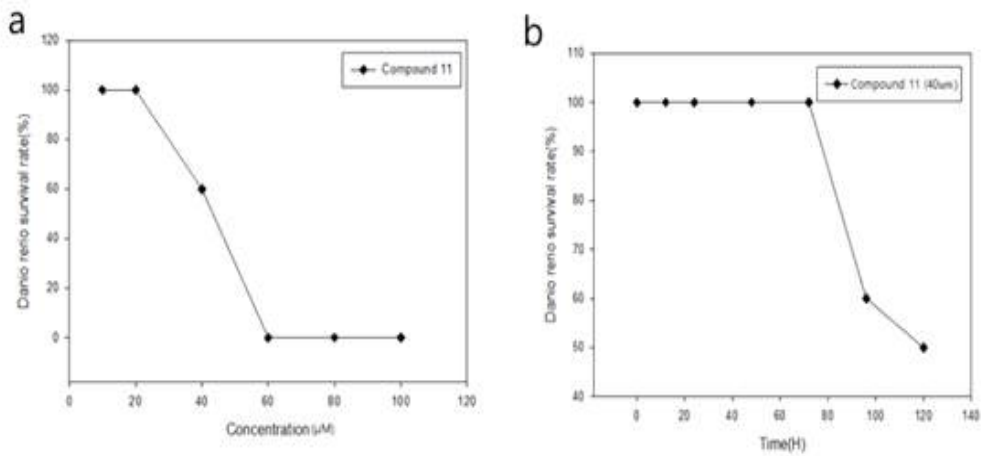 a
120
100
80
60
40
20
0
Danio rerio survival rate(%)
Compound 11
0 20 40 60 80 100 120
Concentration(μM)
b
110
100
90
80
70
60
50
40
Danio rerio survival rate(%)
Compound 11 (40um)
0 20 40 60 80 100 120 140
Time(H)